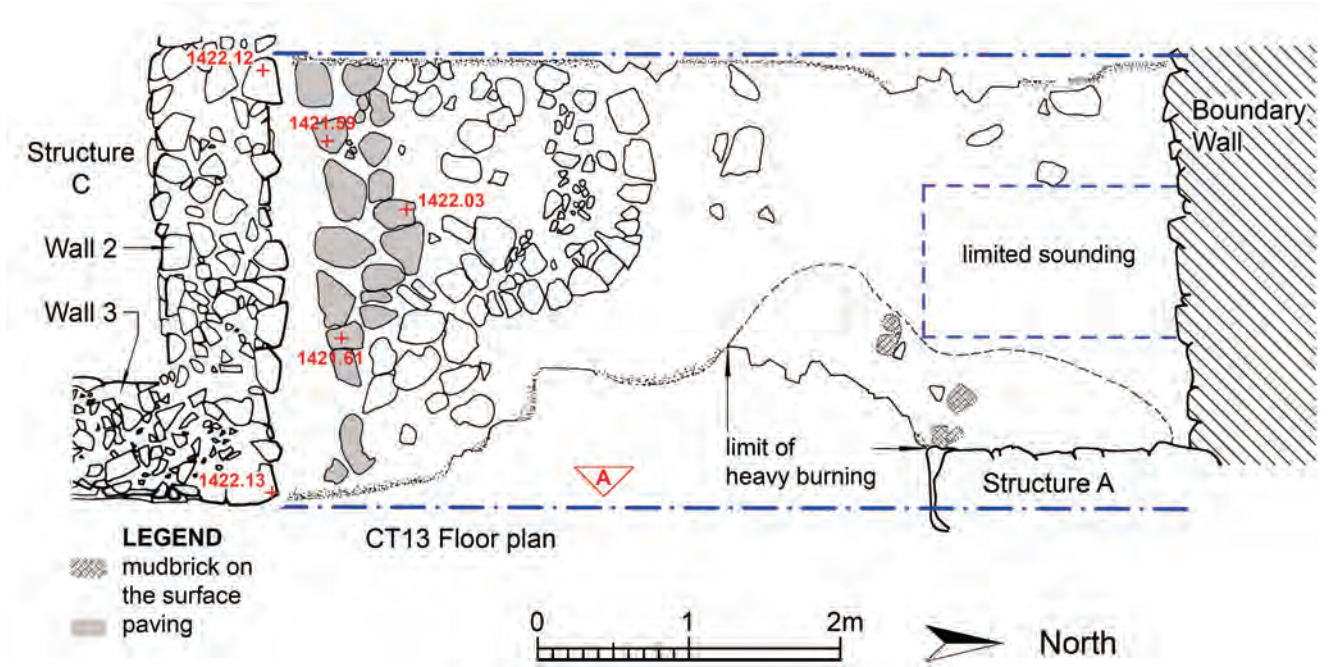 1422.12
Boundary
Wall
1421.59
Structure
C
1422.03
Wall 2
limited sounding
Wall 3
1421.61
limit of
heavy burning
1422.13
A
Structure A
LEGEND
mudbrick on
the surface
paving
CT13 Floor plan
0 1 2m
North